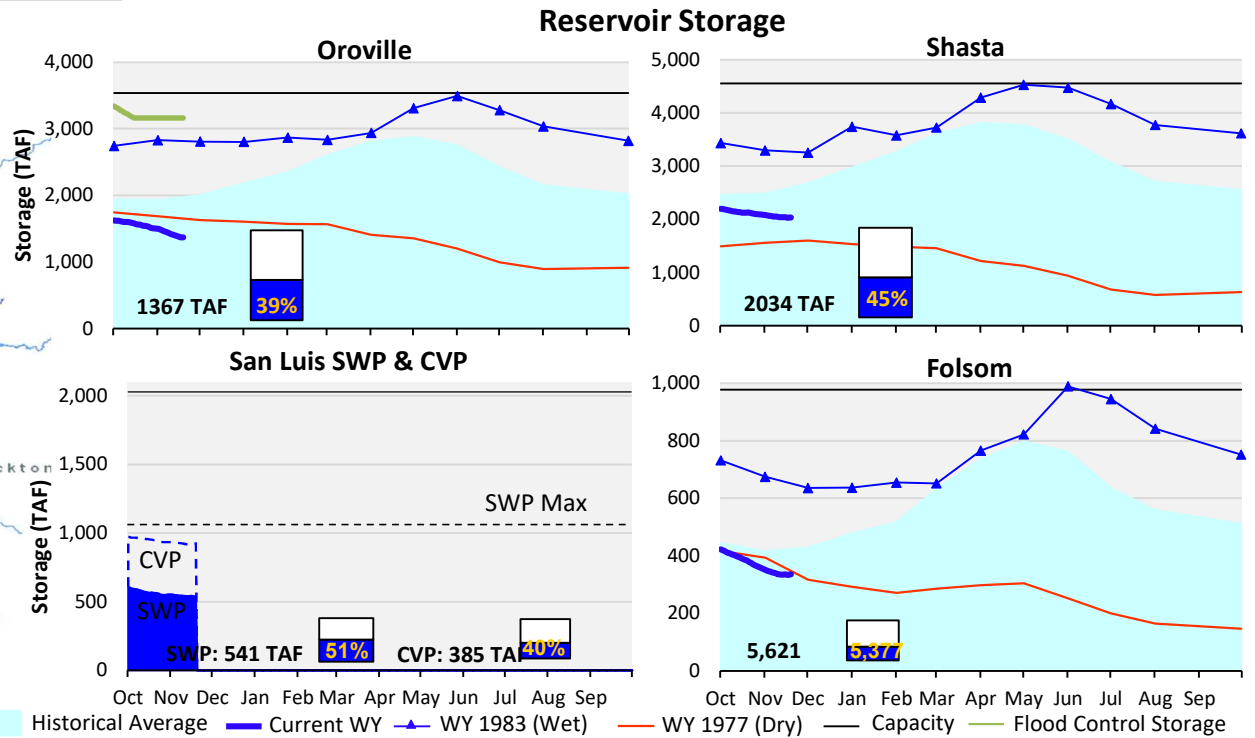 Reservoir Storage
Oroville
Storage (TAF)
4,000
3,000
2,000
1,000
0
1367 TAF
39%
Shasta
5,000
4,000
3,000
2,000
1,000
0
2034 TAF
45%
San Luis SWP & CVP
Storage (TAF)
2,000
1,500
1,000
500
0
SWP Max
CVP
SWP
SWP: 541 TAF
51%
CVP: 385 TAF
40%
Oct Nov Dec Jan Feb Mar Apr May Jun Jul Aug Sep
Folsom
1,000
800
600
400
200
0
5,621
5,377
Oct Nov Dec Jan Feb Mar Apr May Jun Jul Aug Sep
Historical Average Current WY WY 1983 (Wet) WY 1977 (Dry) Capacity Flood Control Storage
ckton